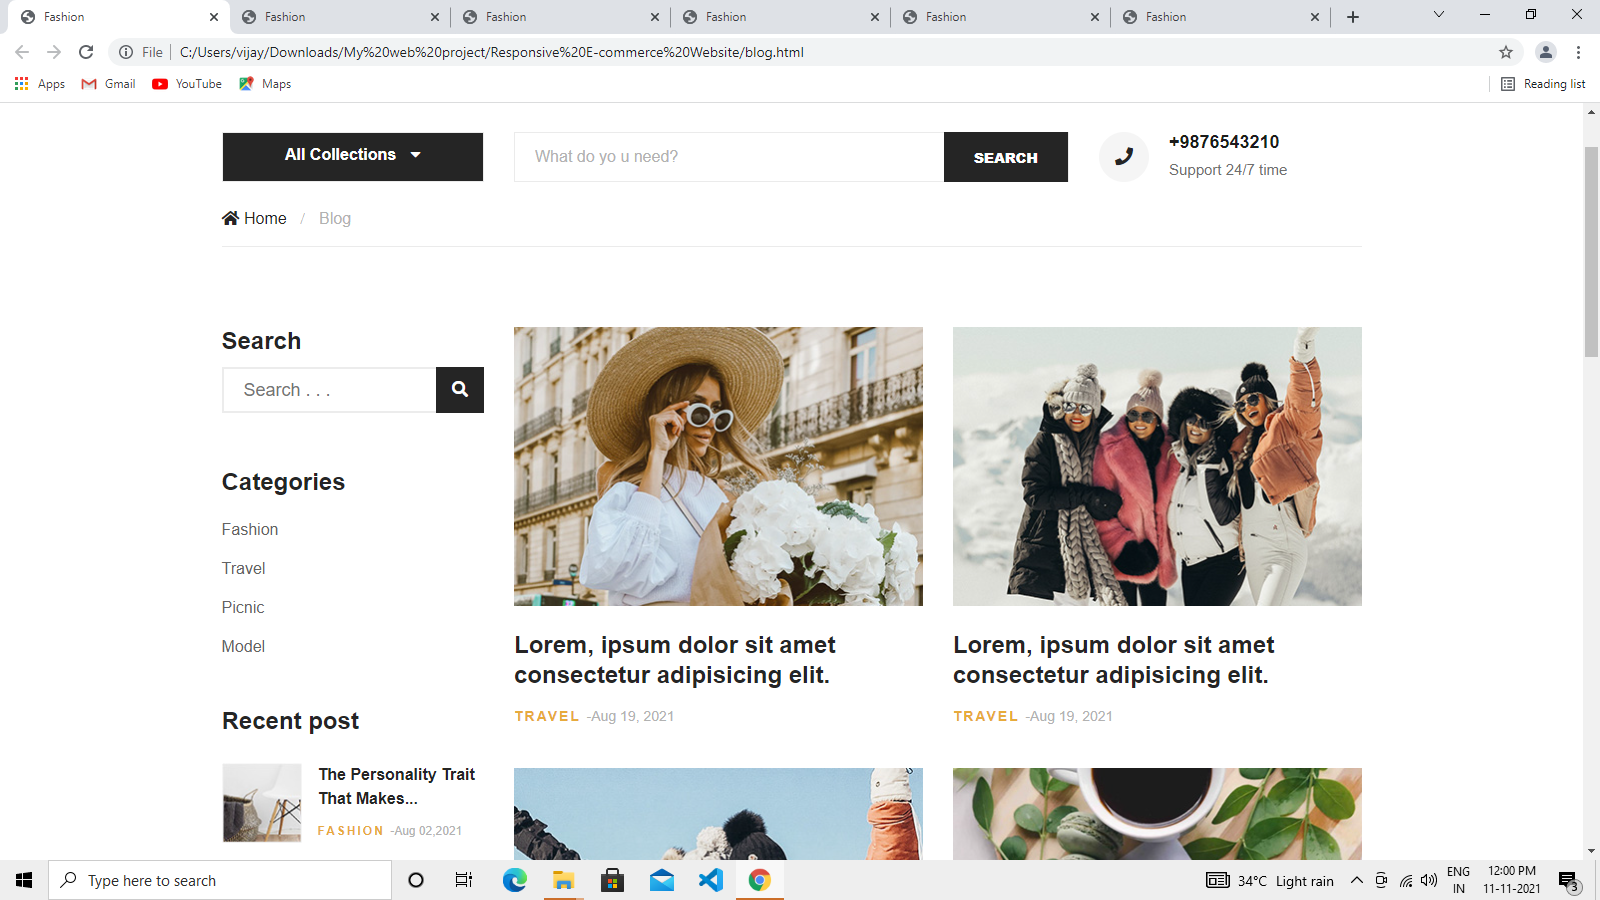 Fashion
Fashion
Fashion
Fashion
Fashion
Fashion
File
C:/Users/vijay/Downloads/My%20web%20project/Responsive%20E-commerce%20Website/blog.html
Apps
Gmail
YouTube
Maps
Reading list
All Collections
What do yo u need?
SEARCH
+9876543210
Support 24/7 time
Home / Blog
Search
Search . . .
Categories
Fashion
Travel
Picnic
Model
Recent post
The Personality Trait
That Makes...
FASHION -Aug 02,2021
Lorem, ipsum dolor sit amet
consectetur adipisicing elit.
TRAVEL -Aug 19, 2021
Lorem, ipsum dolor sit amet
consectetur adipisicing elit.
TRAVEL -Aug 19, 2021
Type here to search
34°C Light rain
ENG
IN
12:00 PM
11-11-2021
3